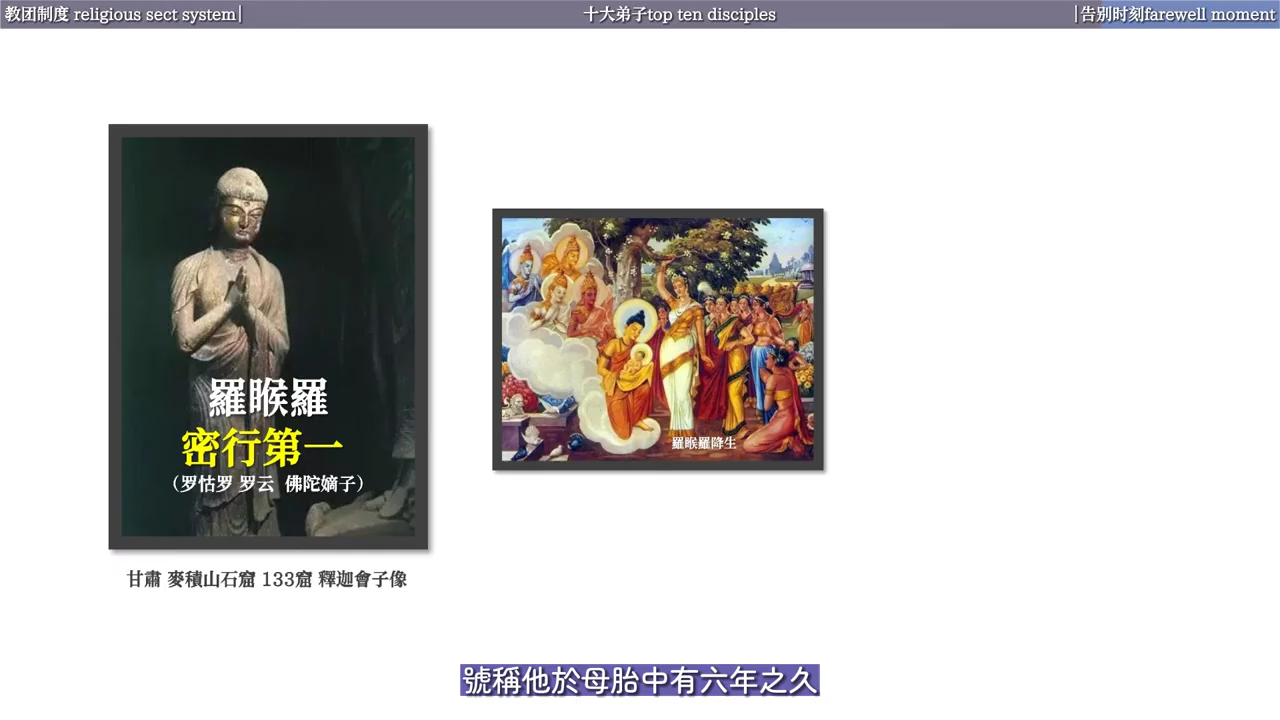 教团制度 religious sect system|
十大弟子top ten disciples
|告别时刻farewell moment
羅睺羅
密行第一
（罗怙罗 罗云 佛陀嫡子）
羅睺羅降生
甘肅 麥積山石窟 133窟 釋迦會子像
號稱他於母胎中有六年之久